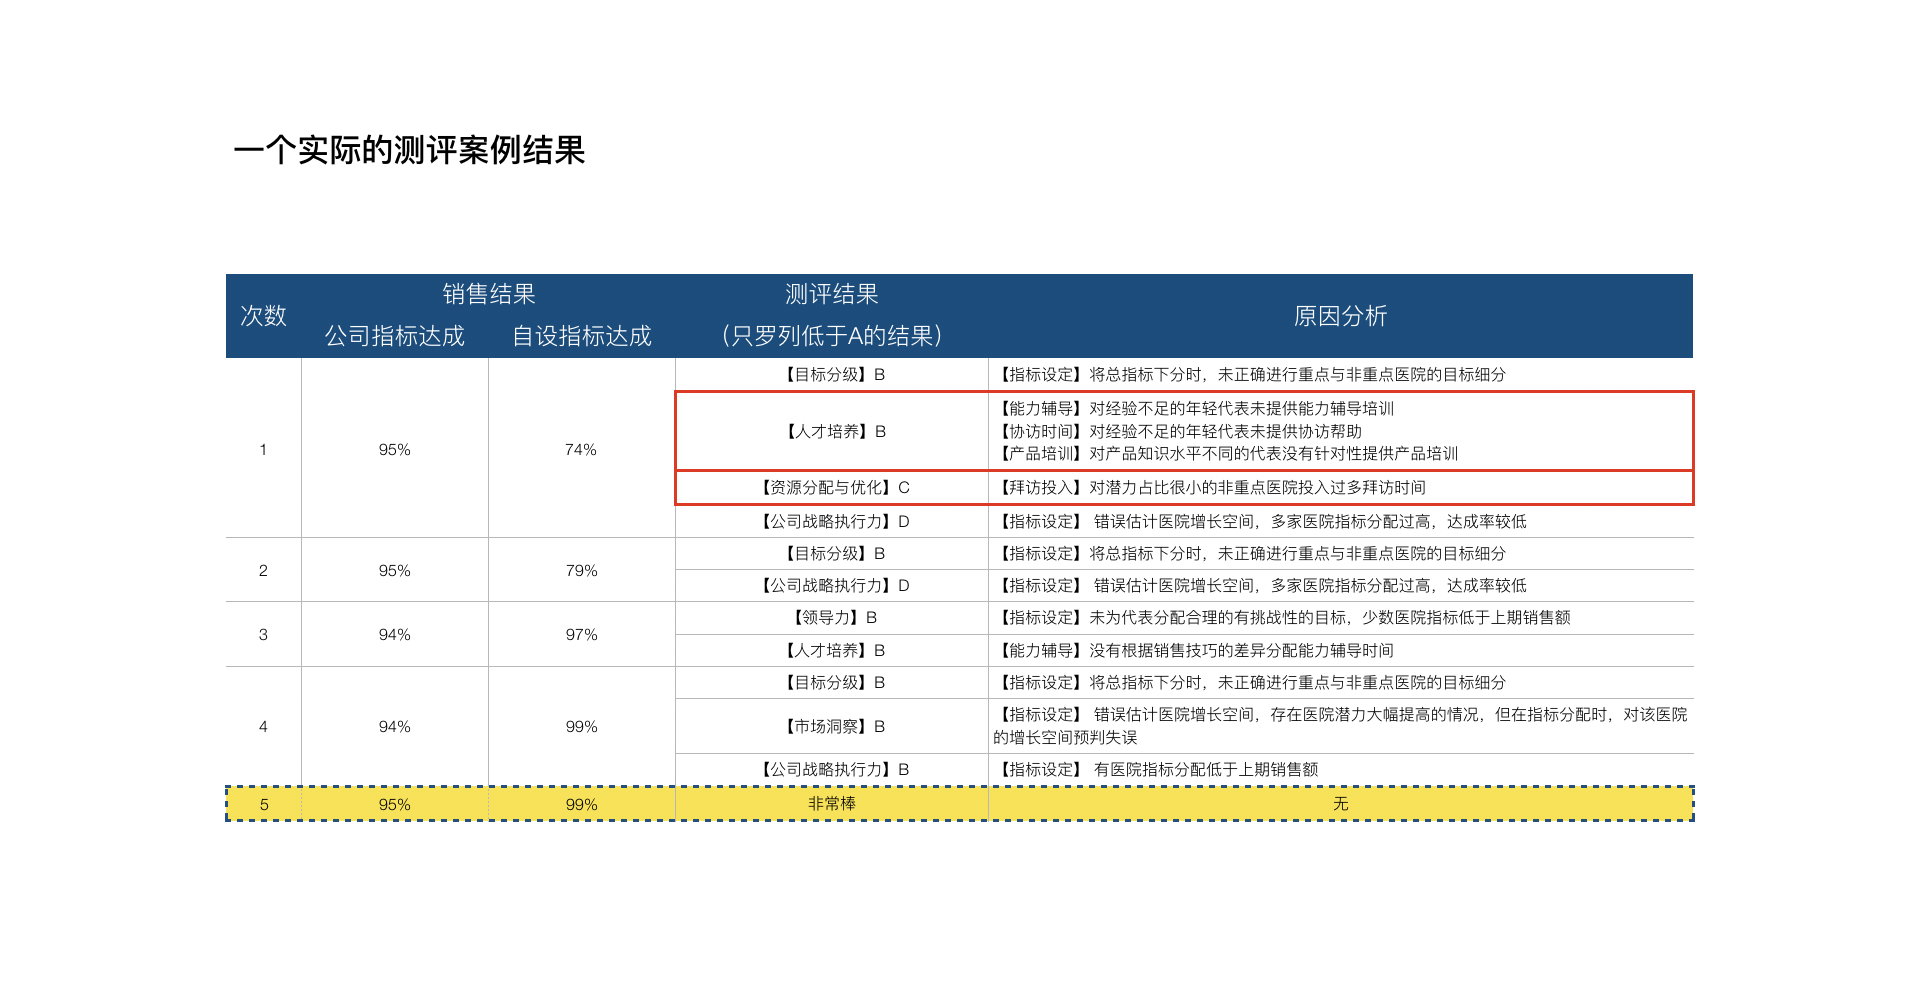 一个实际的测评案例结果
次数
销售结果
测评结果
原因分析
公司指标达成
自设指标达成
（只罗列低于A的结果）
1
95%
74%
【目标分级】B
【指标设定】将总指标下分时，未正确进行重点与非重点医院的目标细分
【人才培养】B
【能力辅导】对经验不足的年轻代表未提供能力辅导培训
【协访时间】对经验不足的年轻代表未提供协访帮助
【产品培训】对产品知识水平不同的代表没有针对性提供产品培训
【资源分配与优化】C
【拜访投入】对潜力占比很小的非重点医院投入过多拜访时间
【公司战略执行力】D
【指标设定】 错误估计医院增长空间，多家医院指标分配过高，达成率较低
2
95%
79%
【目标分级】B
【指标设定】将总指标下分时，未正确进行重点与非重点医院的目标细分
【公司战略执行力】D
【指标设定】 错误估计医院增长空间，多家医院指标分配过高，达成率较低
3
94%
97%
【领导力】B
【指标设定】未为代表分配合理的有挑战性的目标，少数医院指标低于上期销售额
【人才培养】B
【能力辅导】没有根据销售技巧的差异分配能力辅导时间
4
94%
99%
【目标分级】B
【指标设定】将总指标下分时，未正确进行重点与非重点医院的目标细分
【市场洞察】B
【指标设定】 错误估计医院增长空间，存在医院潜力大幅提高的情况，但在指标分配时，对该医院
的增长空间预判失误
【公司战略执行力】B
【指标设定】 有医院指标分配低于上期销售额
5
95%
99%
非常棒
无